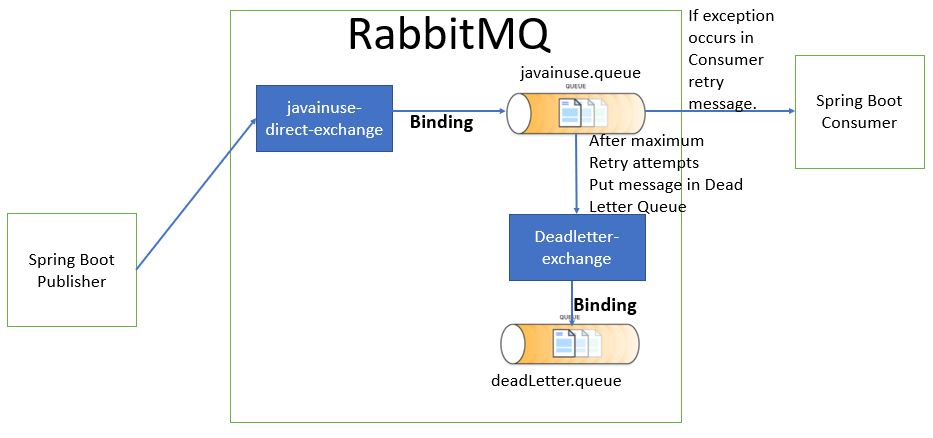 RabbitMQ
If exception
occurs in
Consumer
retry
message.
javainuse.queue
QUEUE
javainuse-
direct-exchange
Binding
Spring Boot
Consumer
After maximum
Retry attempts
Put message in Dead
Letter Queue
Spring Boot
Publisher
Deadletter-
exchange
Binding
QUEUE
deadLetter.queue